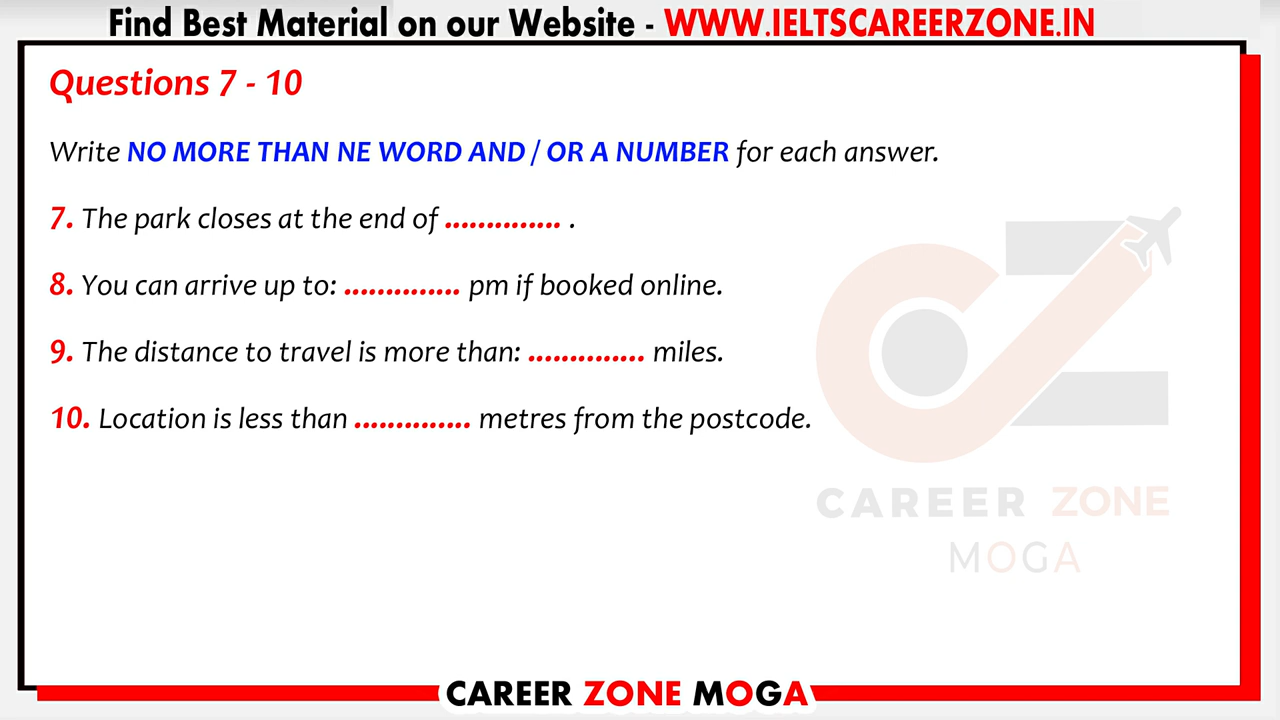 Find Best Material on our Website - WWW.IELTSCAREERZONE.IN
Questions 7 - 10
Write NO MORE THAN NE WORD AND / OR A NUMBER for each answer.
7. The park closes at the end of .............. .
8. You can arrive up to: .............. pm if booked online.
9. The distance to travel is more than: .............. miles.
10. Location is less than .............. metres from the postcode.
CAREER ZONE
MOGA
CAREER ZONE MOGA